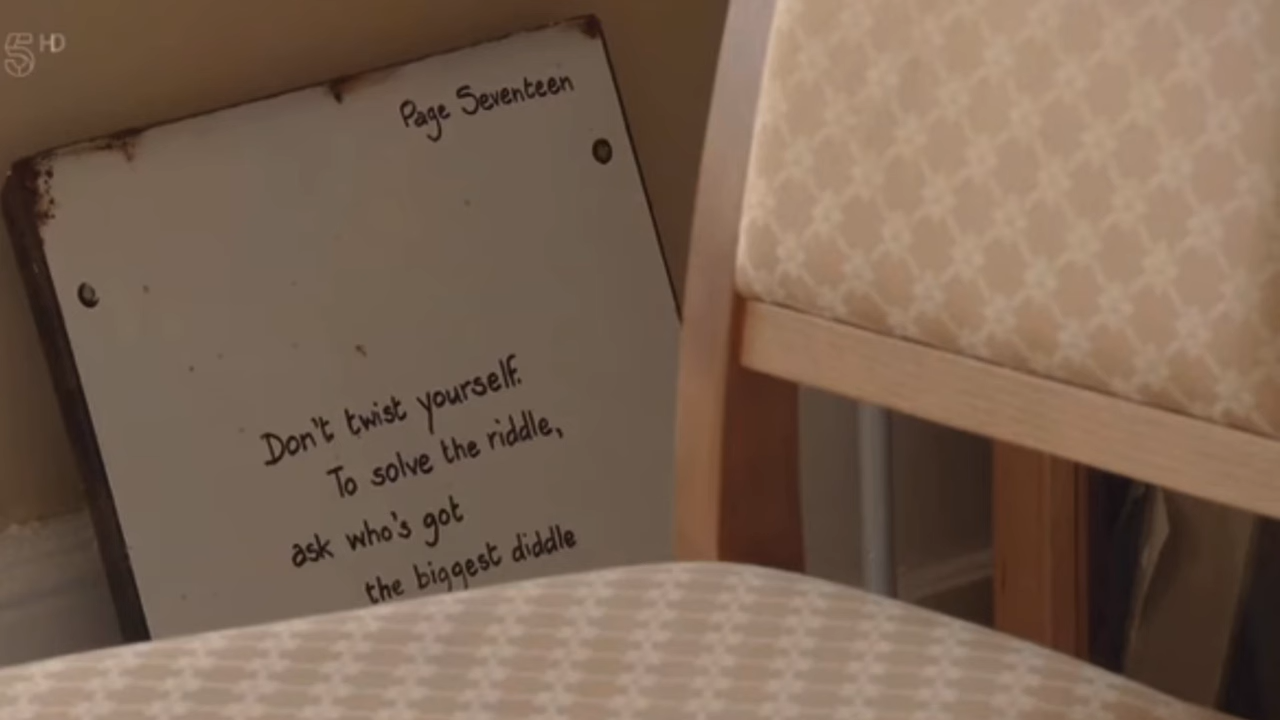 5 HD
Page Seventeen
Don't twist yourself.
To solve the riddle,
ask who's got
the biggest diddle